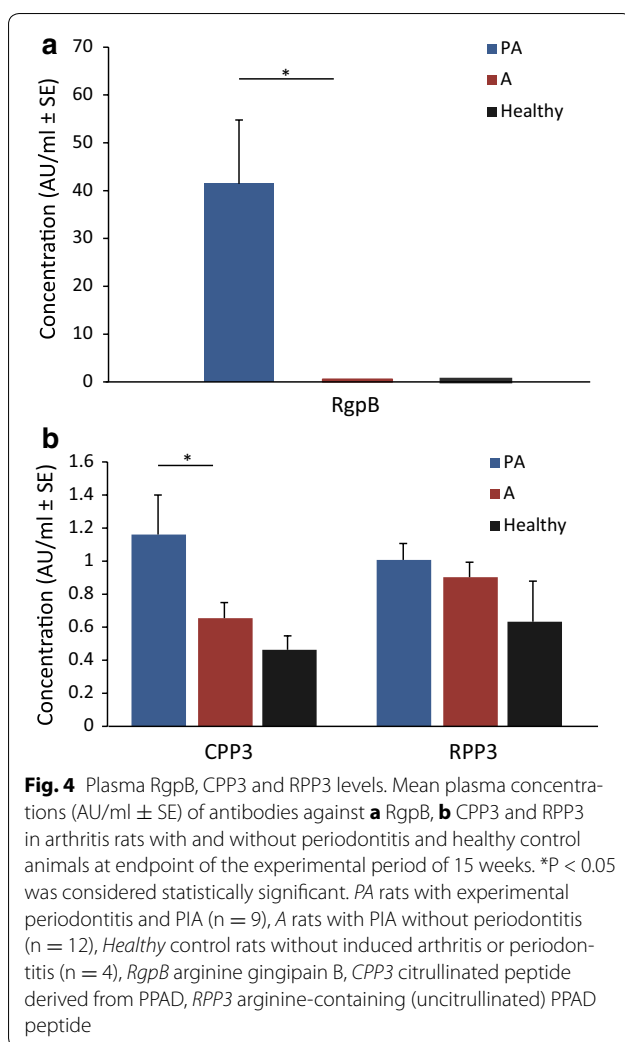 a
70
60
50
40
30
20
10
0
Concentration (AU/ml ± SE)
*
PA
A
Healthy
RgpB
b
1.6
1.4
1.2
1
0.8
0.6
0.4
0.2
0
Concentration (AU/ml ± SE)
*
PA
A
Healthy
CPP3 RPP3
Fig. 4 Plasma RgpB, CPP3 and RPP3 levels. Mean plasma concentra-
tions (AU/ml ± SE) of antibodies against a RgpB, b CPP3 and RPP3
in arthritis rats with and without periodontitis and healthy control
animals at endpoint of the experimental period of 15 weeks. *P < 0.05
was considered statistically significant. PA rats with experimental
periodontitis and PIA (n = 9), A rats with PIA without periodontitis
(n = 12), Healthy control rats without induced arthritis or periodon-
titis (n = 4), RgpB arginine gingipain B, CPP3 citrullinated peptide
derived from PPAD, RPP3 arginine-containing (uncitrullinated) PPAD
peptide